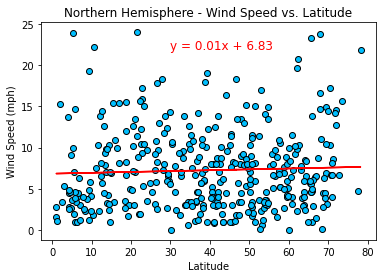 Northern Hemisphere - Wind Speed vs. Latitude
25
20
15
10
5
0
Wind Speed (mph)
y = 0.01x + 6.83
0 10 20 30 40 50 60 70 80
Latitude